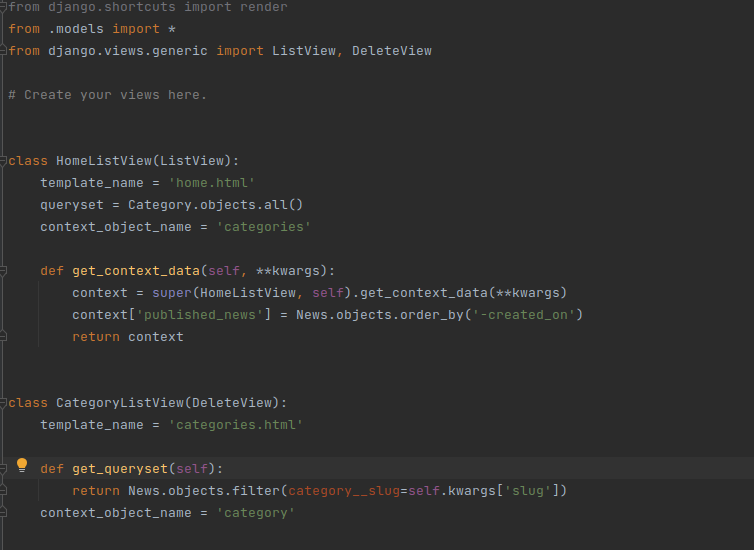 from django.shortcuts import render
from .models import *
from django.views.generic import ListView, DeleteView
# Create your views here.
class HomeListView(ListView):
    template_name = 'home.html'
    queryset = Category.objects.all()
    context_object_name = 'categories'
    def get_context_data(self, **kwargs):
        context = super(HomeListView, self).get_context_data(**kwargs)
        context['published_news'] = News.objects.order_by('-created_on')
        return context
class CategoryListView(DeleteView):
    template_name = 'categories.html'
    def get_queryset(self):
        return News.objects.filter(category__slug=self.kwargs['slug'])
    context_object_name = 'category'